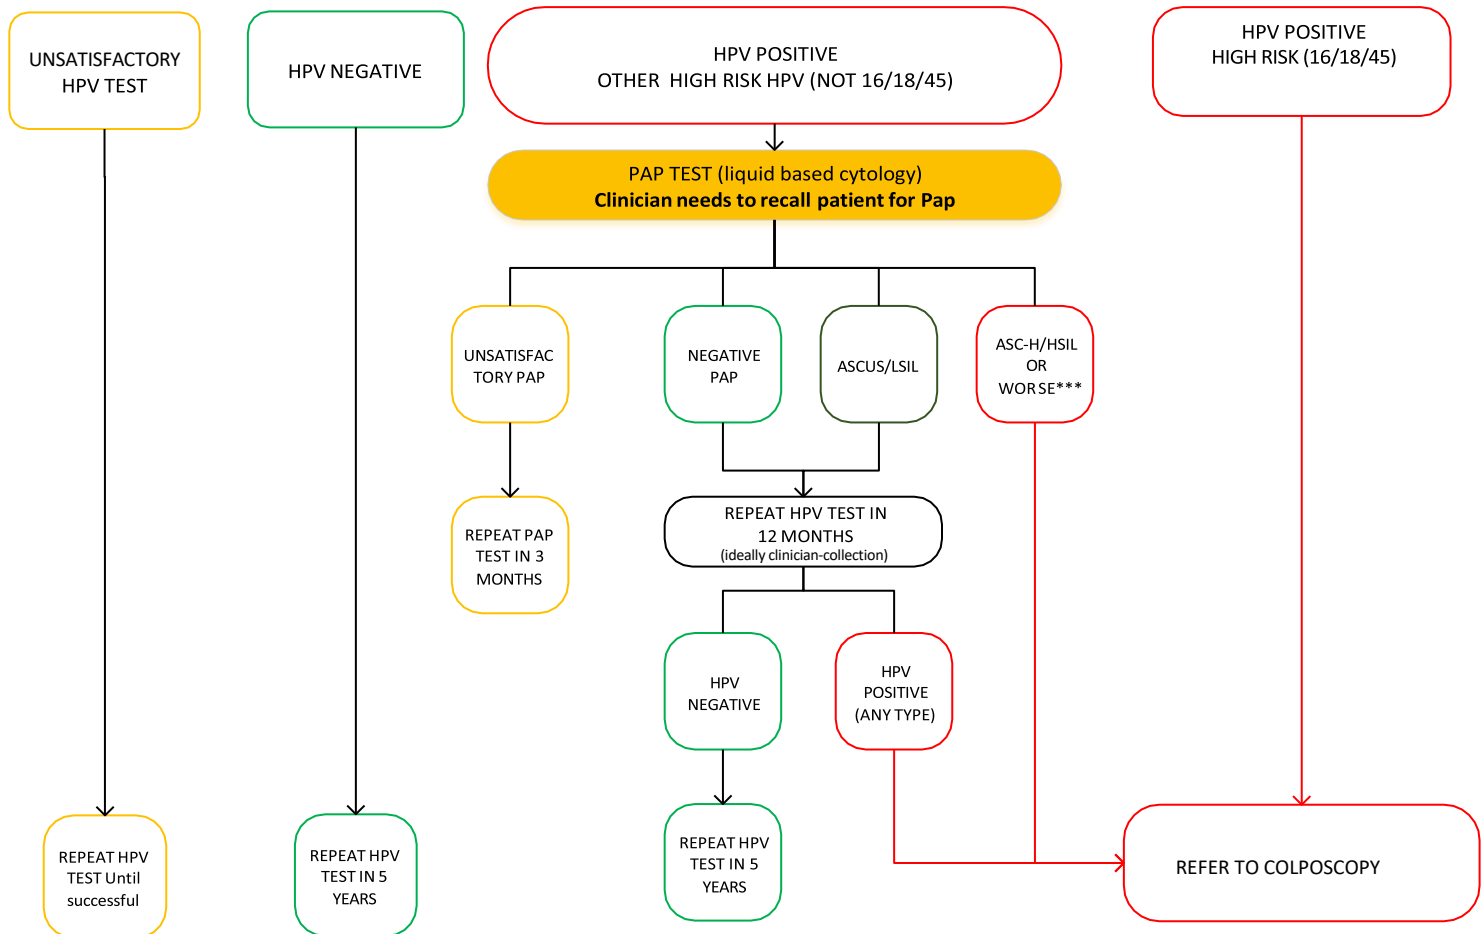 UNSATISFACTORY
HPV TEST
HPV NEGATIVE
HPV POSITIVE
OTHER HIGH RISK HPV (NOT 16/18/45)
HPV POSITIVE
HIGH RISK (16/18/45)
PAP TEST (liquid based cytology)
Clinician needs to recall patient for Pap
UNSATISFAC
TORY PAP
NEGATIVE
PAP
ASCUS/LSIL
ASC-H/HSIL
OR
WORSE***
REPEAT PAP
TEST IN 3
MONTHS
REPEAT HPV TEST IN
12 MONTHS
(ideally clinician-collection)
HPV
NEGATIVE
HPV
POSITIVE
(ANY TYPE)
REPEAT HPV
TEST Until
successful
REPEAT HPV
TEST IN 5
YEARS
REPEAT HPV
TEST IN 5
YEARS
REFER TO COLPOSCOPY